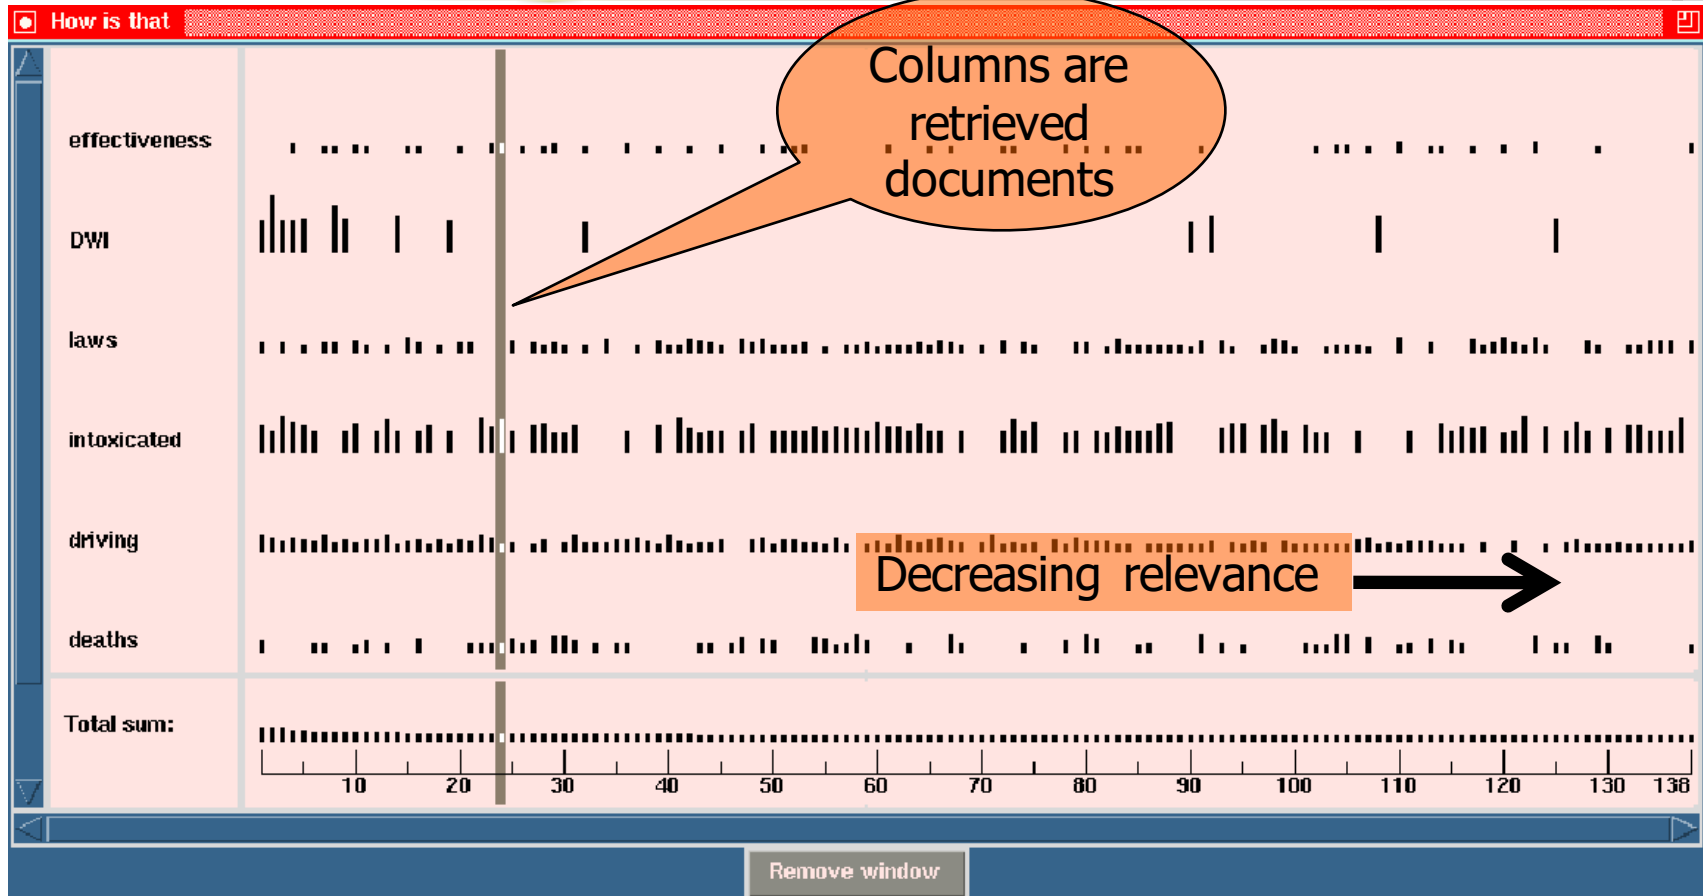 How is that
Columns are
retrieved
documents
effectiveness
DWI
laws
intoxicated
driving
Decreasing relevance
deaths
Total sum:
10 20 30 40 50 60 70 80 90 100 110 120 130 138
Remove window